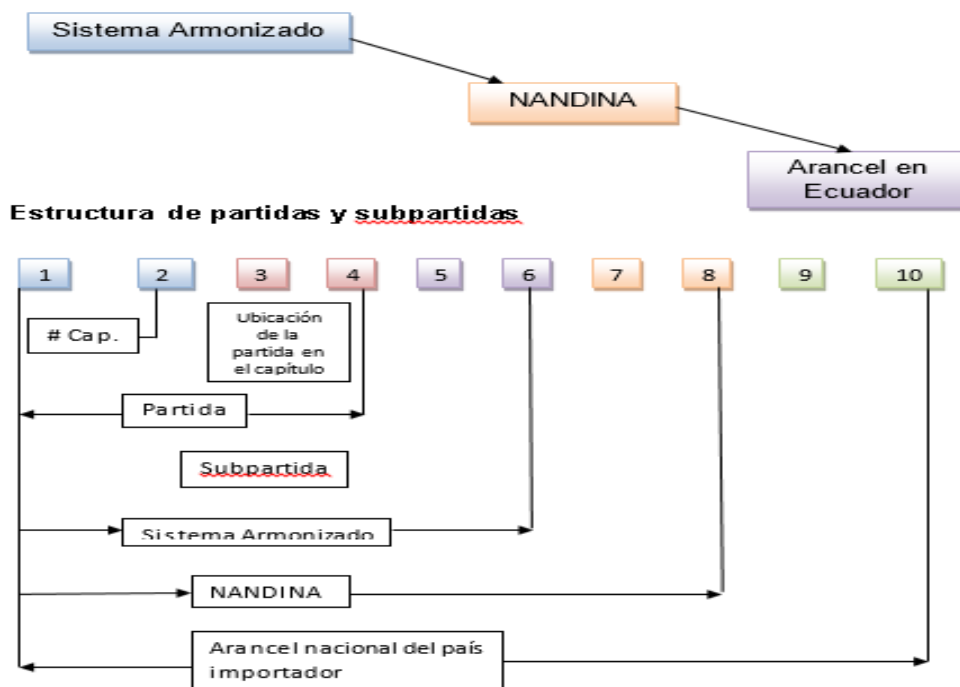 Sistema Armonizado
NANDINA
Arancel en
Ecuador
Estructura de partidas y subpartidas
1 2 3 4 5 6 7 8 9 10
# Cap.
Ubicación
de la
partida en
el capítulo
Partida
Subpartida
Sistema Armonizado
NANDINA
Arancel nacional del país
importador